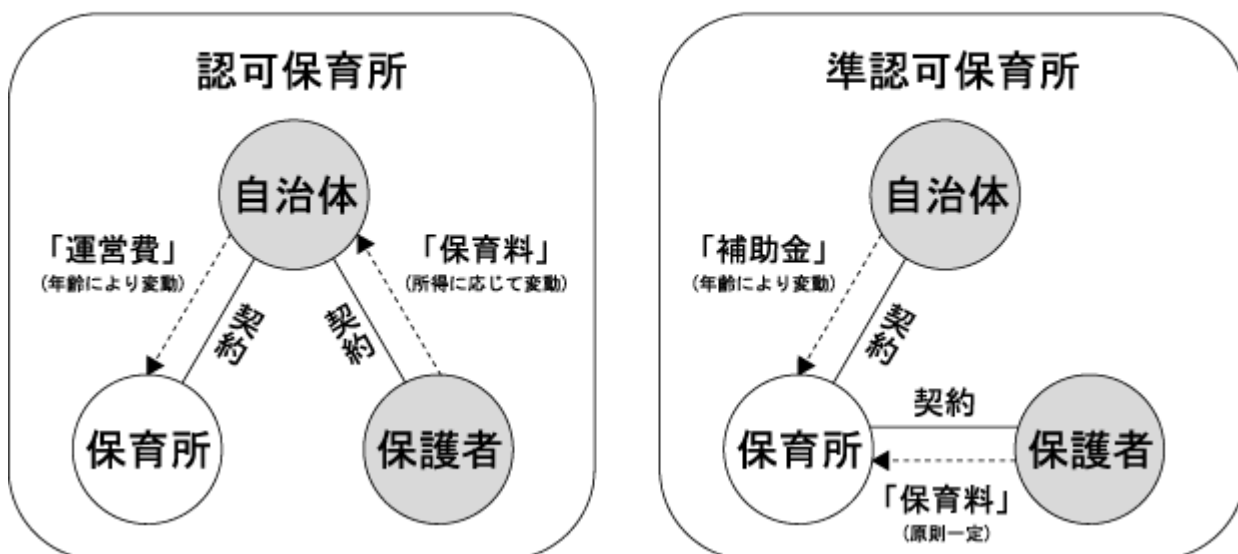 認可保育所
自治体
「運営費」
(年齢により変動)
「保育料」
(所得に応じて変動)
契約
契約
保育所
保護者
準認可保育所
自治体
「補助金」
(年齢により変動)
契約
契約
保育所
保護者
「保育料」
(原則一定)